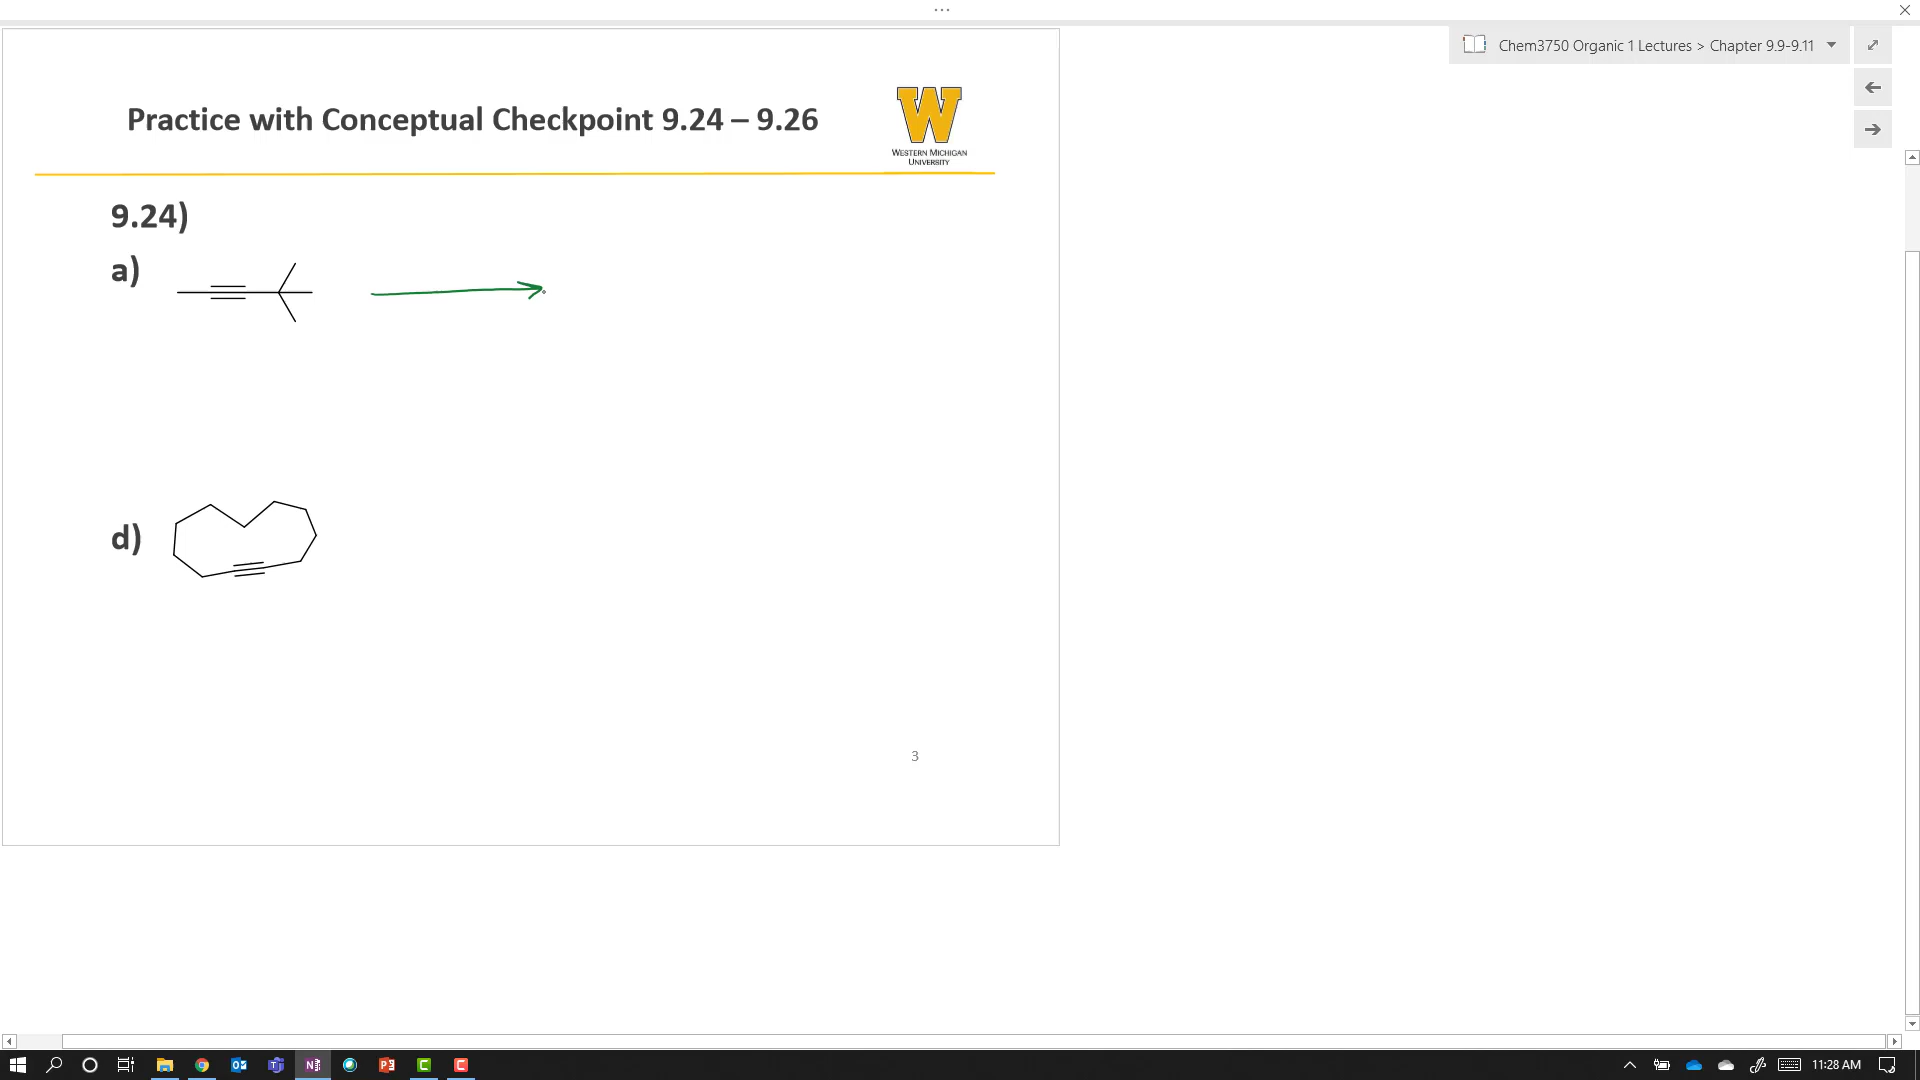 ...
Chem3750 Organic 1 Lectures > Chapter 9.9-9.11
Practice with Conceptual Checkpoint 9.24 – 9.26
W
WESTERN MICHIGAN
UNIVERSITY
9.24)
a)
d)
3
11:28 AM